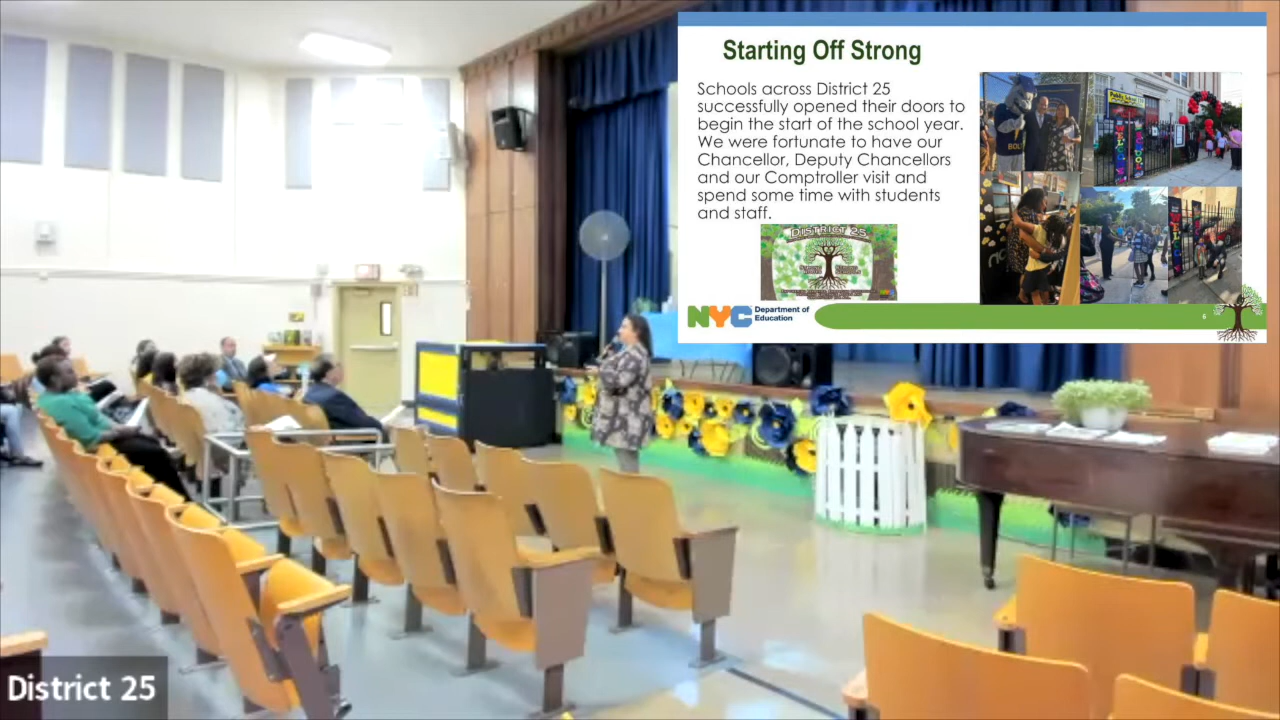 Starting Off Strong
Schools across District 25
successfully opened their doors to
begin the start of the school year.
We were fortunate to have our
Chancellor, Deputy Chancellors
and our Comptroller visit and
spend some time with students
and staff.
DISTRICT 25
NYC Department of
Education
6
District 25